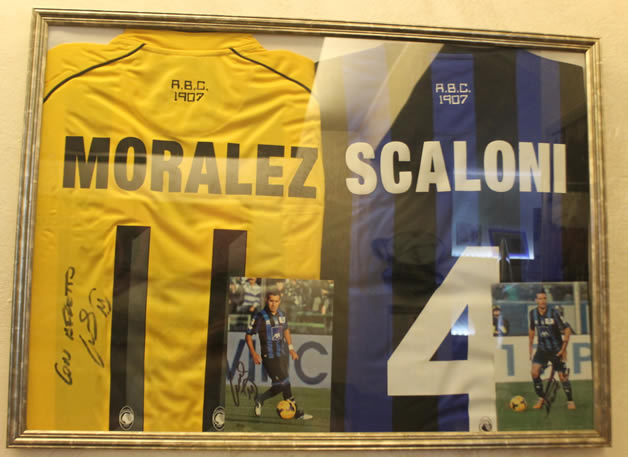 A.B.C.
1907
MORALEZ
11
CON AFFETTO
A.B.C.
1907
SCALONI
4